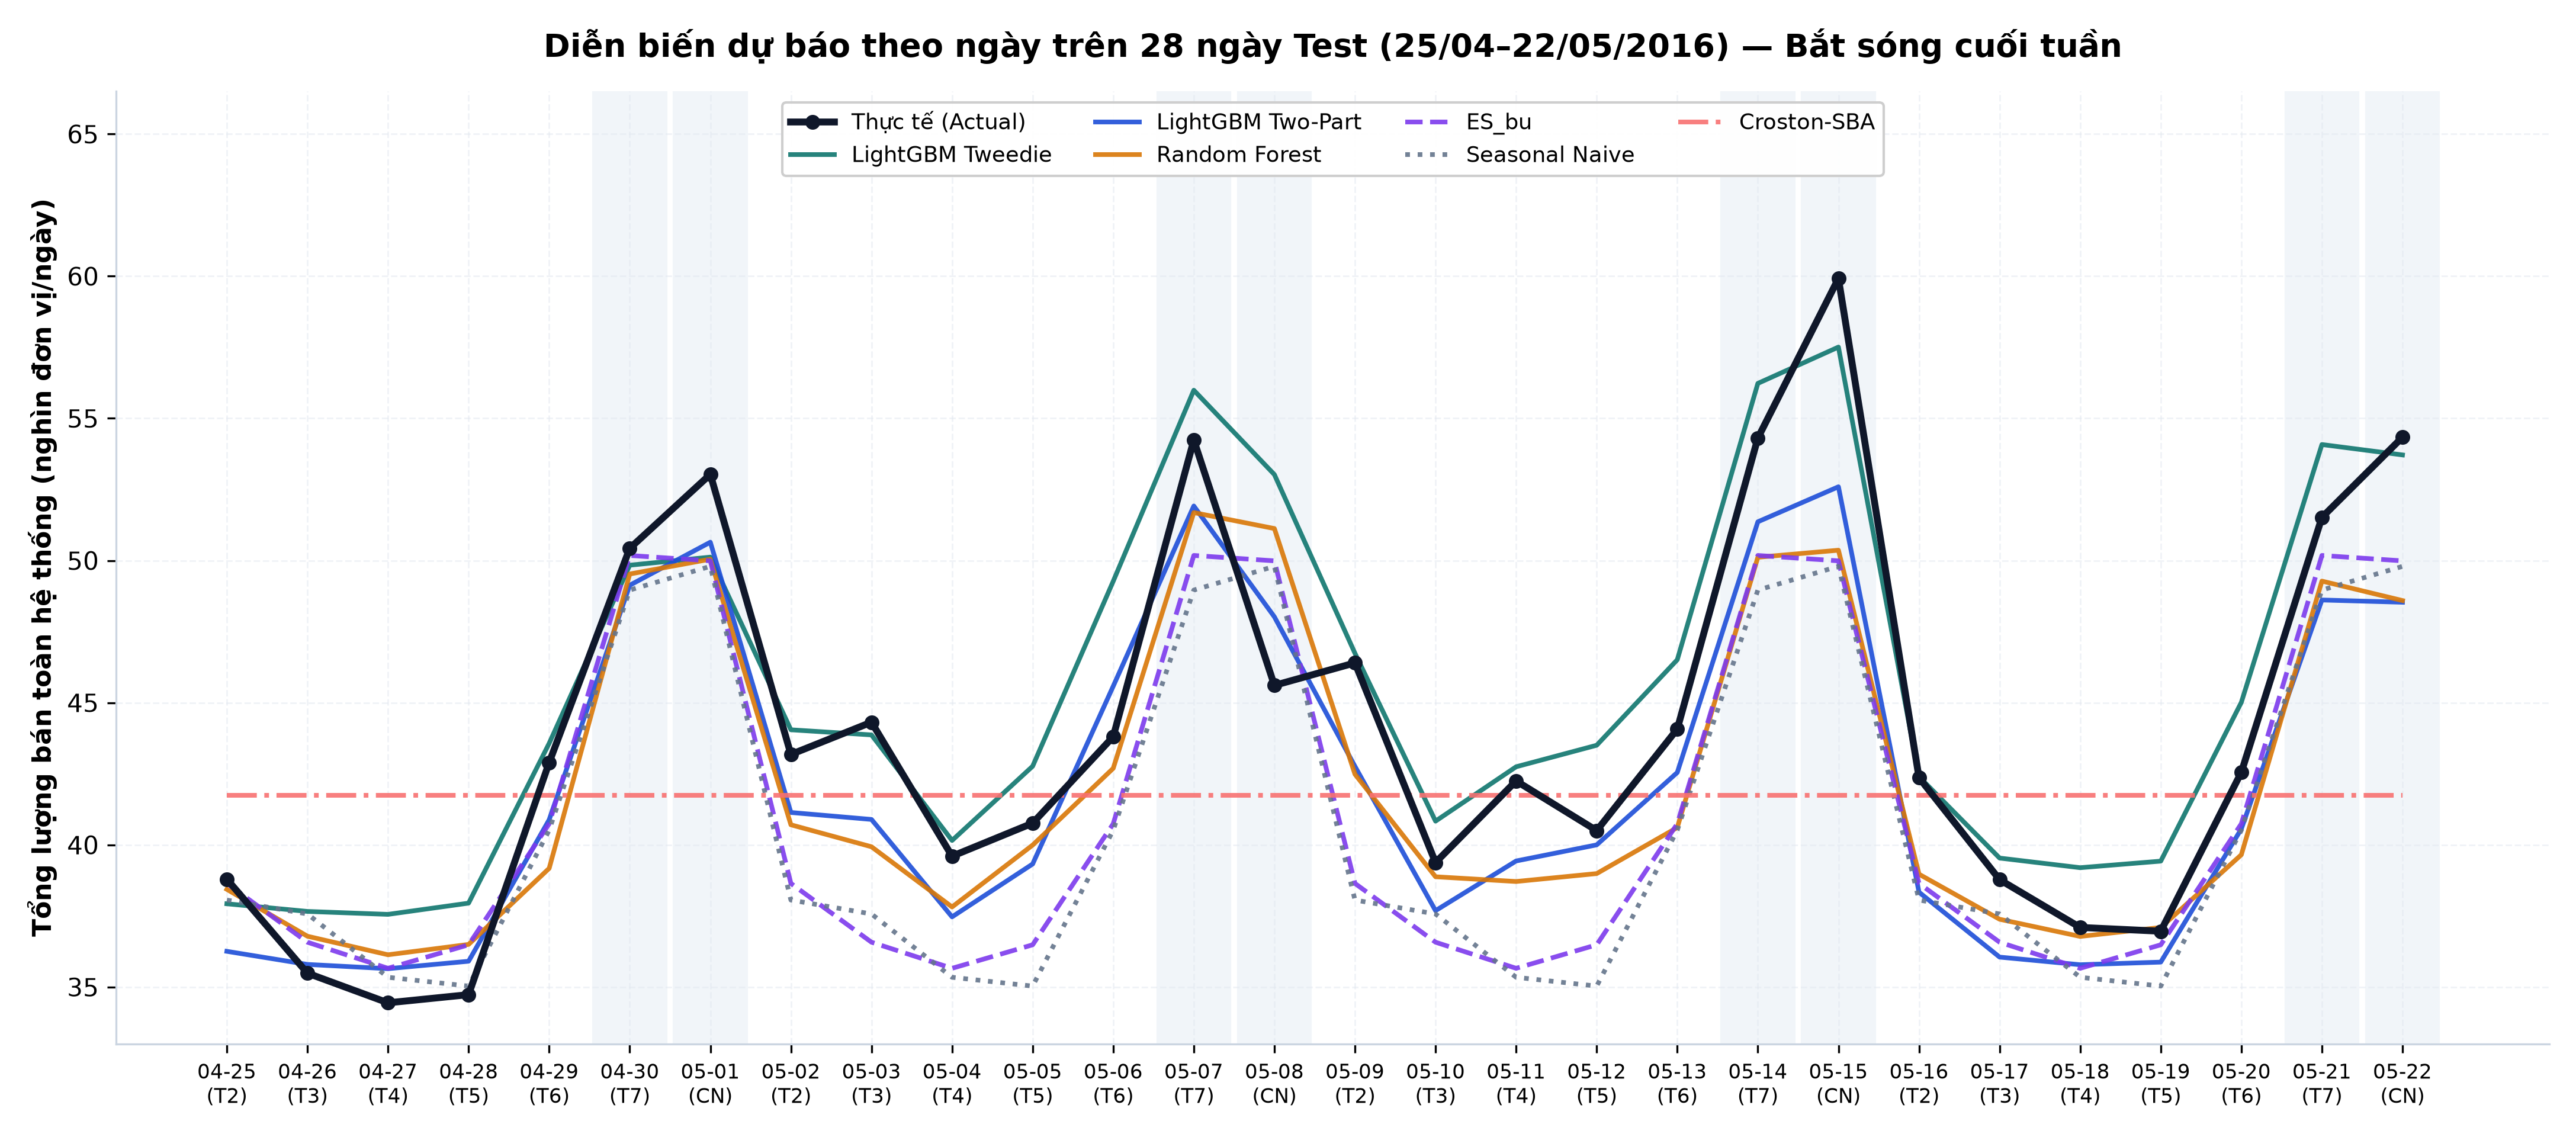 Diễn biến dự báo theo ngày trên 28 ngày Test (25/04–22/05/2016) — Bắt sóng cuối tuần
Thực tế (Actual)
LightGBM Tweedie
LightGBM Two-Part
Random Forest
ES_bu
Seasonal Naive
Croston-SBA
Tổng lượng bán toàn hệ thống (nghìn đơn vị/ngày)
65
60
55
50
45
40
35
04-25 04-26 04-27 04-28 04-29 04-30 05-01 05-02 05-03 05-04 05-05 05-06 05-07 05-08 05-09 05-10 05-11 05-12 05-13 05-14 05-15 05-16 05-17 05-18 05-19 05-20 05-21 05-22
(T2) (T3) (T4) (T5) (T6) (T7) (CN) (T2) (T3) (T4) (T5) (T6) (T7) (CN) (T2) (T3) (T4) (T5) (T6) (T7) (CN) (T2) (T3) (T4) (T5) (T6) (T7) (CN)